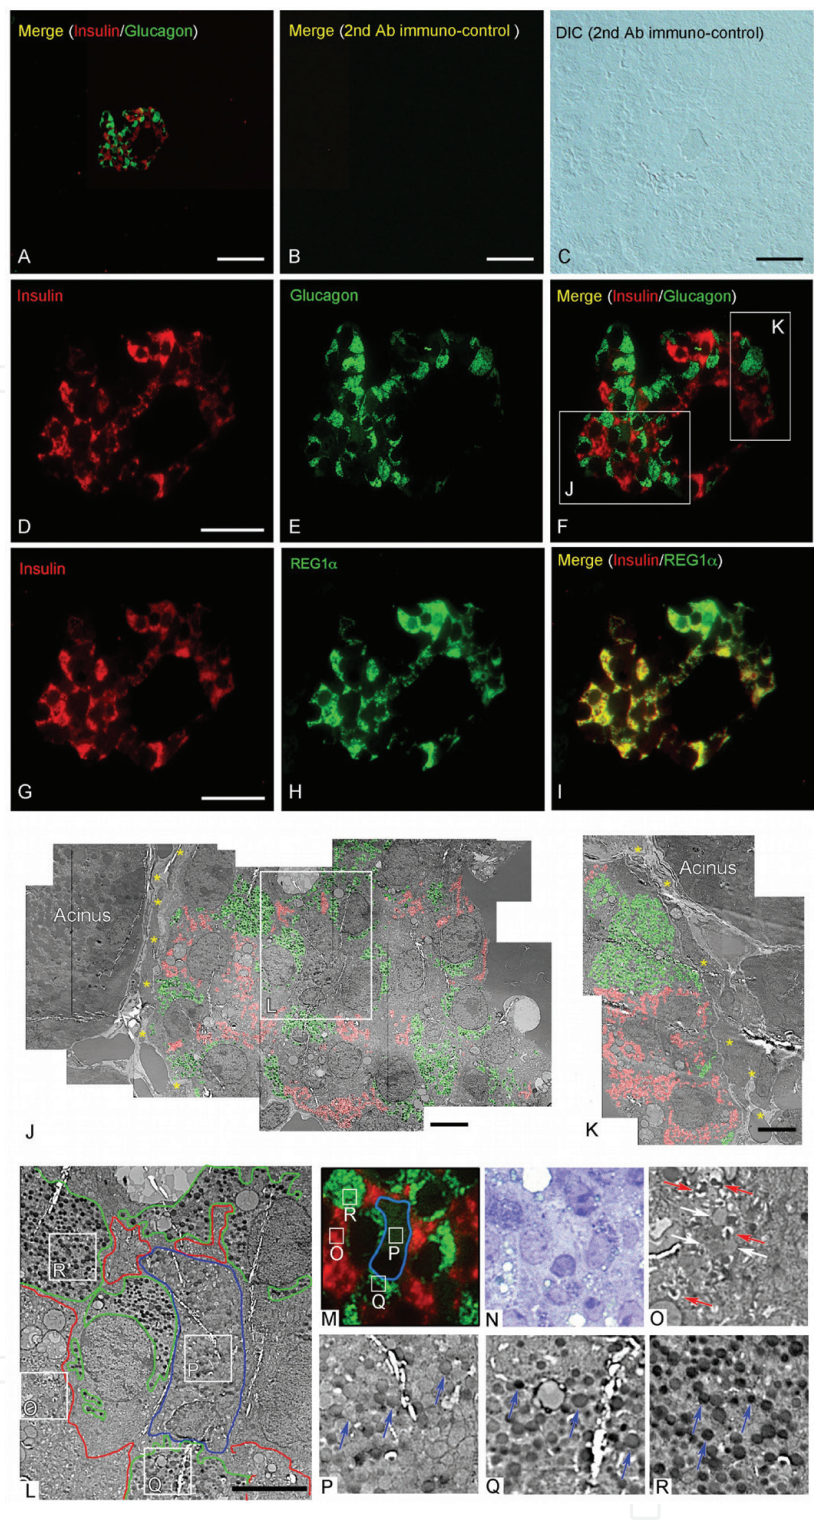 Merge (Insulin/Glucagon)
A
Merge (2nd Ab immuno-control )
B
DIC (2nd Ab immuno-control)
C
Insulin
D
Glucagon
E
Merge (Insulin/Glucagon)
K
J
F
Insulin
G
REG1α
H
Merge (Insulin/REG1α)
I
Acinus
*
*
*
*
*
*
*
L
J
Acinus
*
*
*
*
*
*
K
R
P
O
Q
L
R
O
P
Q
M
N
O
P
Q
R